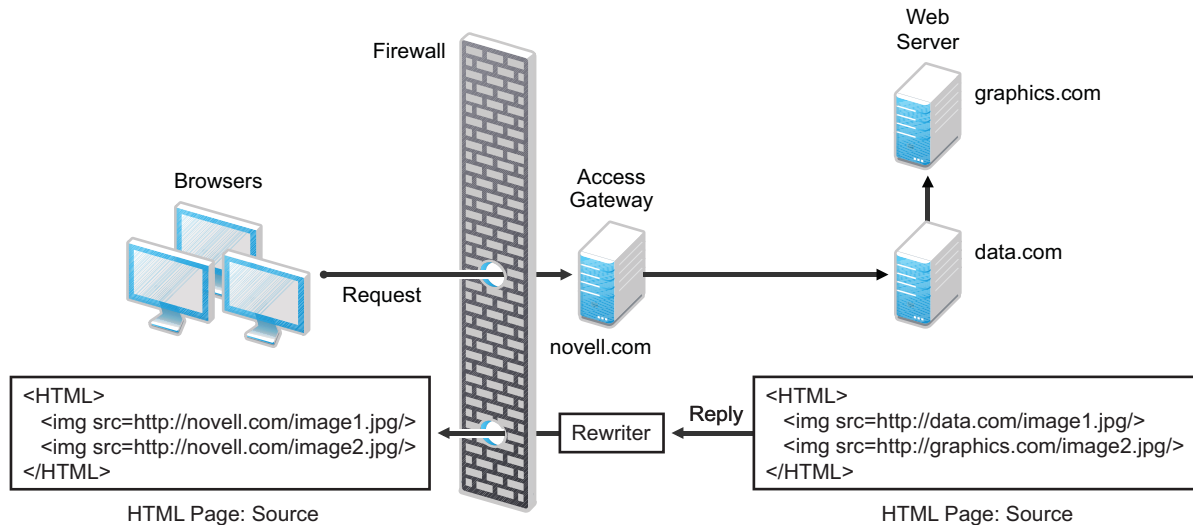 Web
Server
Firewall
graphics.com
Browsers
Access
Gateway
data.com
Request
novell.com
<HTML>
<img src=http://novell.com/image1.jpg/>
<img src=http://novell.com/image2.jpg/>
</HTML>
Rewriter
Reply
<HTML>
<img src=http://data.com/image1.jpg/>
<img src=http://graphics.com/image2.jpg/>
</HTML>
HTML Page: Source
HTML Page: Source